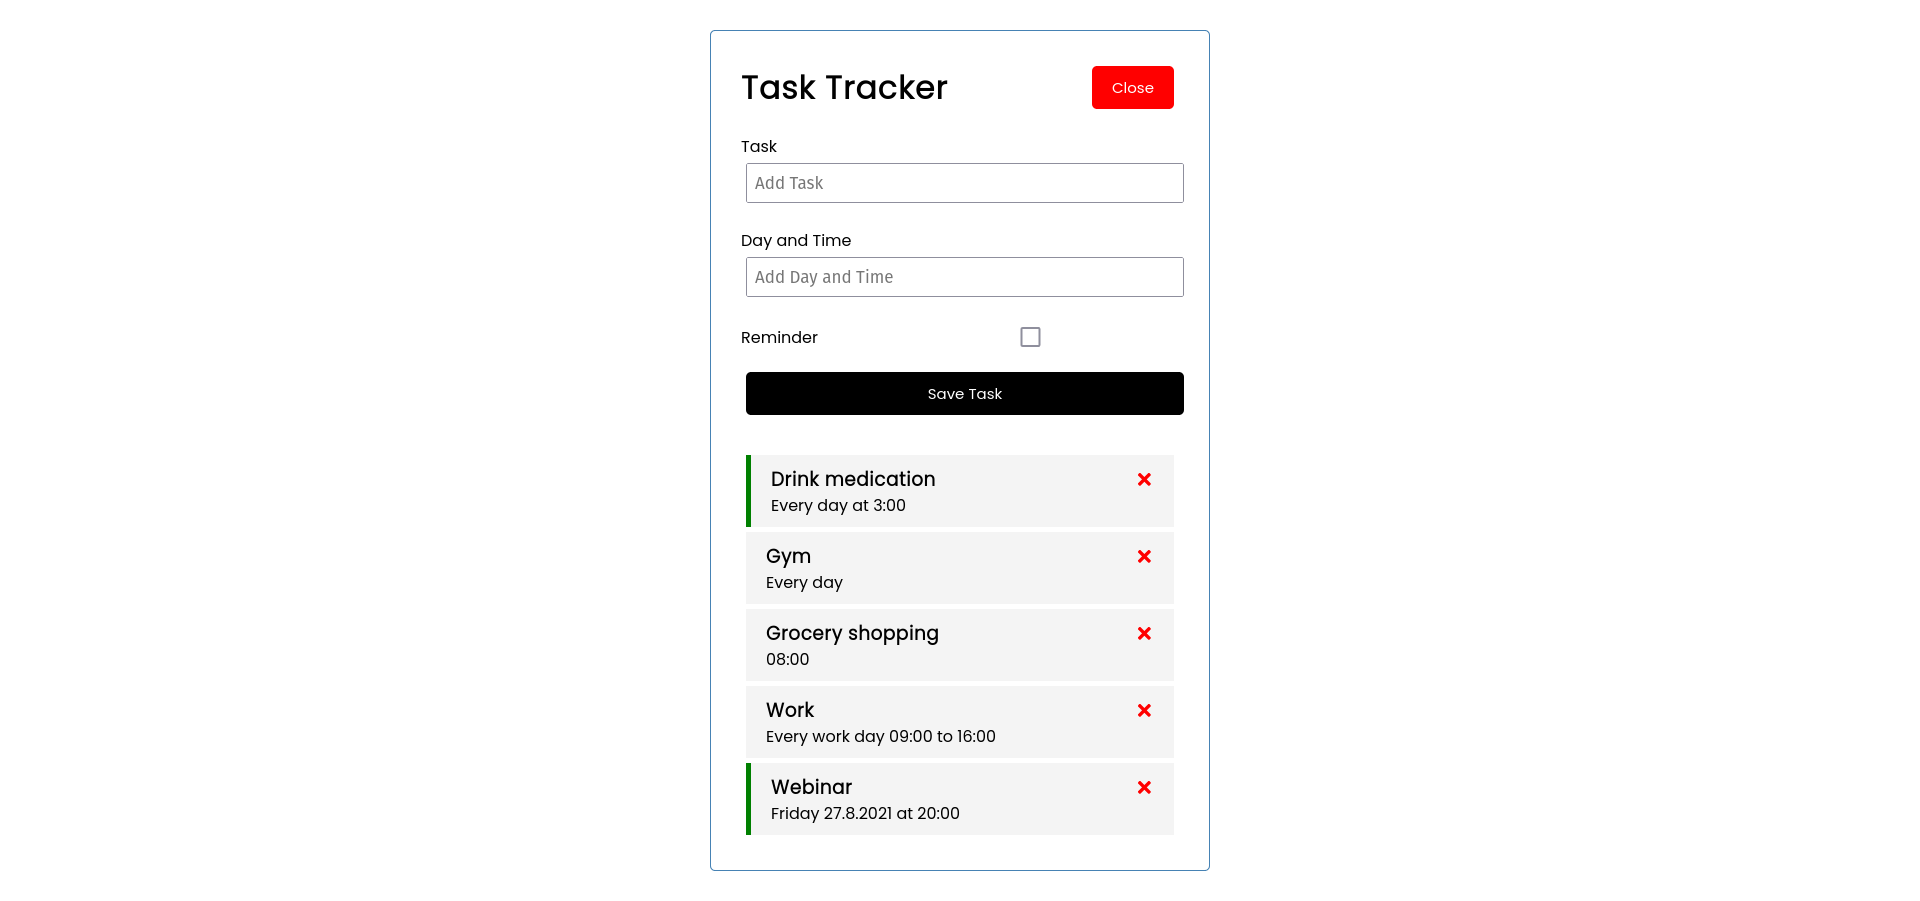 Task Tracker
Close
Task
Add Task
Day and Time
Add Day and Time
Reminder
Save Task
Drink medication
Every day at 3:00
Gym
Every day
Grocery shopping
08:00
Work
Every work day 09:00 to 16:00
Webinar
Friday 27.8.2021 at 20:00